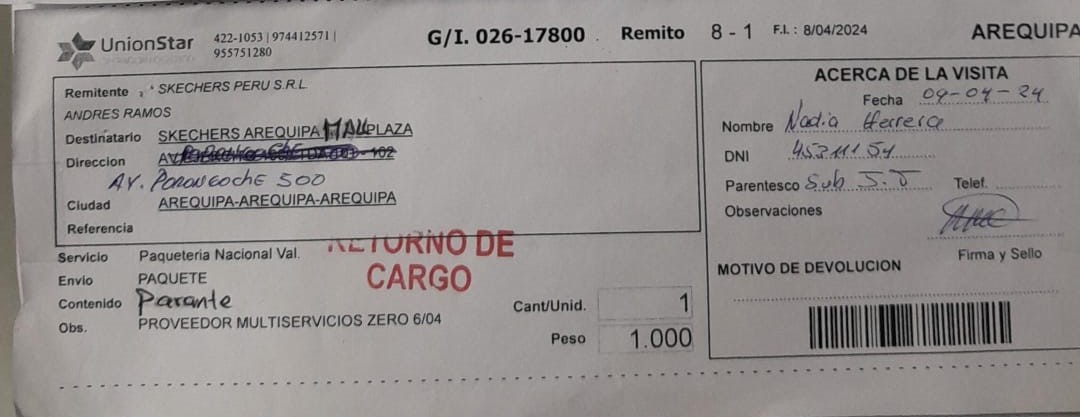 UnionStar 422-1053 | 974412571 |
955751280
G/I. 026-17800 Remito 8 - 1 F.I. : 8/04/2024 AREQUIPA
Remitente : SKECHERS PERU S.R.L
ANDRES RAMOS
Destinatario SKECHERS AREQUIPA MALL PLAZA
Direccion
AV. PORONGOCHE 500
Ciudad AREQUIPA-AREQUIPA-AREQUIPA
Referencia
Servicio Paqueteria Nacional Val.
Envio PAQUETE
Contenido Parante
Obs. PROVEEDOR MULTISERVICIOS ZERO 6/04
RETORNO DE
CARGO
Cant/Unid. 1
Peso 1.000
ACERCA DE LA VISITA
Fecha 09-04-24
Nombre Nadia Herrera
DNI
Parentesco Sub Telef.
Observaciones
Firma y Sello
MOTIVO DE DEVOLUCION